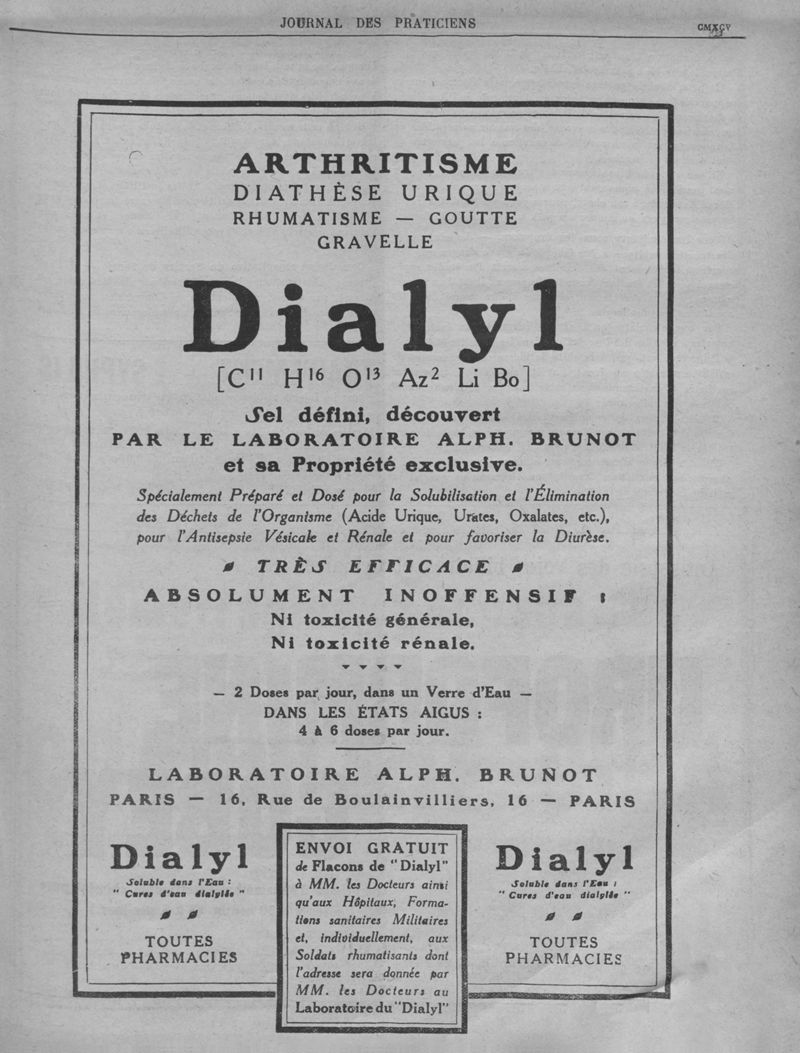 JOURNAL DES PRATICIENS
CMXCV
ARTHRITISME
DIATHÈSE URIQUE
RHUMATISME — GOUTTE
GRAVELLE
Dialyl
[C¹¹ H¹⁶ O¹³ Az² Li Bo]
Sel défini, découvert
PAR LE LABORATOIRE ALPH. BRUNOT
et sa Propriété exclusive.
Spécialement Préparé et Dosé pour la Solubilisation et l'Élimination
des Déchets de l'Organisme (Acide Urique, Urates, Oxalates, etc.),
pour l'Antisepsie Vésicale et Rénale et pour favoriser la Diurèse.
TRÈS EFFICACE
ABSOLUMENT INOFFENSIF :
Ni toxicité générale,
Ni toxicité rénale.
— 2 Doses par jour, dans un Verre d'Eau —
DANS LES ÉTATS AIGUS :
4 à 6 doses par jour.
LABORATOIRE ALPH. BRUNOT
PARIS — 16, Rue de Boulainvilliers, 16 — PARIS
Dialyl
Soluble dans l'Eau :
" Cures d'eau dialylée "
TOUTES
PHARMACIES
ENVOI GRATUIT
de Flacons de "Dialyl"
à MM. les Docteurs ainsi
qu'aux Hôpitaux, Forma-
tions sanitaires Militaires
et, individuellement, aux
Soldats rhumatisants dont
l'adresse sera donnée par
MM. les Docteurs au
Laboratoire du "Dialyl"
Dialyl
Soluble dans l'Eau :
" Cures d'eau dialylée "
TOUTES
PHARMACIES